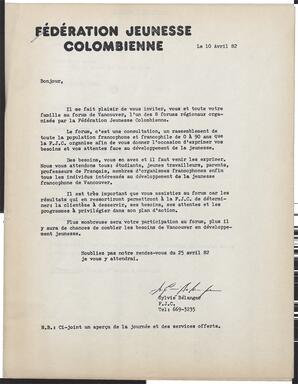 FÉDÉRATION JEUNESSE
COLOMBIENNE
Le 10 Avril 82
Bonjour,
Il me fait plaisir de vous inviter, vous et toute votre
famille au forum de Vancouver, l'un des 8 forums régionaux organisés
par la Fédération Jeunesse Colombienne.
Le forum, c'est une consultation, un rassemblement de
toute la population francophone et francophile de 0 à 90 ans que
la F.J.C. organise afin de vous donner l'occasion d'exprimer vos
besoins et vos attentes face au développement de la jeunesse.
Des besoins, vous en avez et il faut venir les exprimer.
Nous vous attendons tous: étudiants, jeunes travailleurs, parents,
professeurs de Français, membres d'organismes francophones enfin
tous les individus intéressés au développement de la jeunesse
francophone de Vancouver.
Il est très important que vous assistiez au forum car les
résultats qui en ressortiront permettront à la F.J.C. de détermi-
ner: la clientèle à desservir, ses besoins, ses attentes et les
programmes à privilégier dans son plan d'action.
Plus nombreuse sera votre participation au forum, plus il
y aura de chances de combler les besoins de Vancouver en développe-
ment jeunesse.
N'oubliez pas notre rendez-vous du 25 avril 82
je vous y attendrai.
Sylvie Bélanger
F.J.C.
Tel: 669-3235
N.B.: Ci-joint un aperçu de la journée et des services offerts.